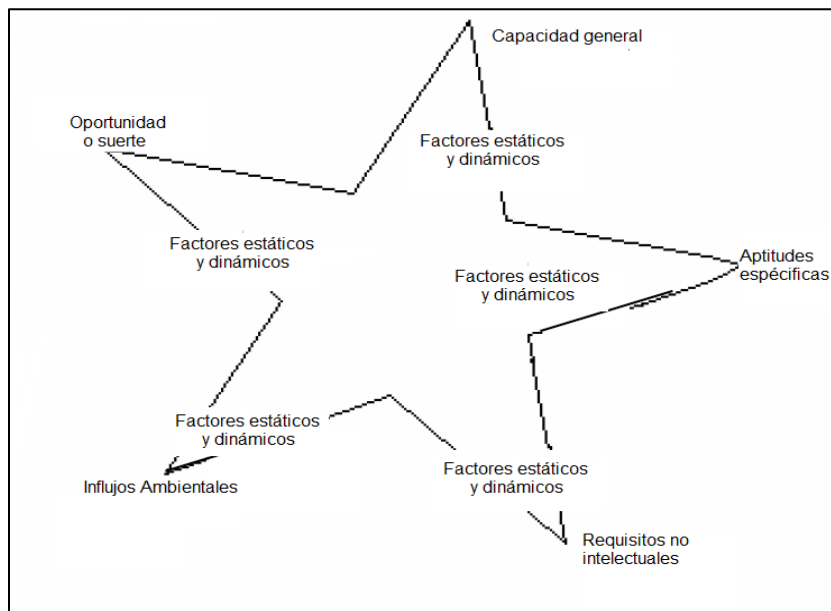 Capacidad general
Oportunidad
o suerte
Factores estáticos
y dinámicos
Factores estáticos
y dinámicos
Aptitudes
espécificas
Factores estáticos
y dinámicos
Factores estáticos
y dinámicos
Influjos Ambientales
Factores estáticos
y dinámicos
Requisitos no
intelectuales